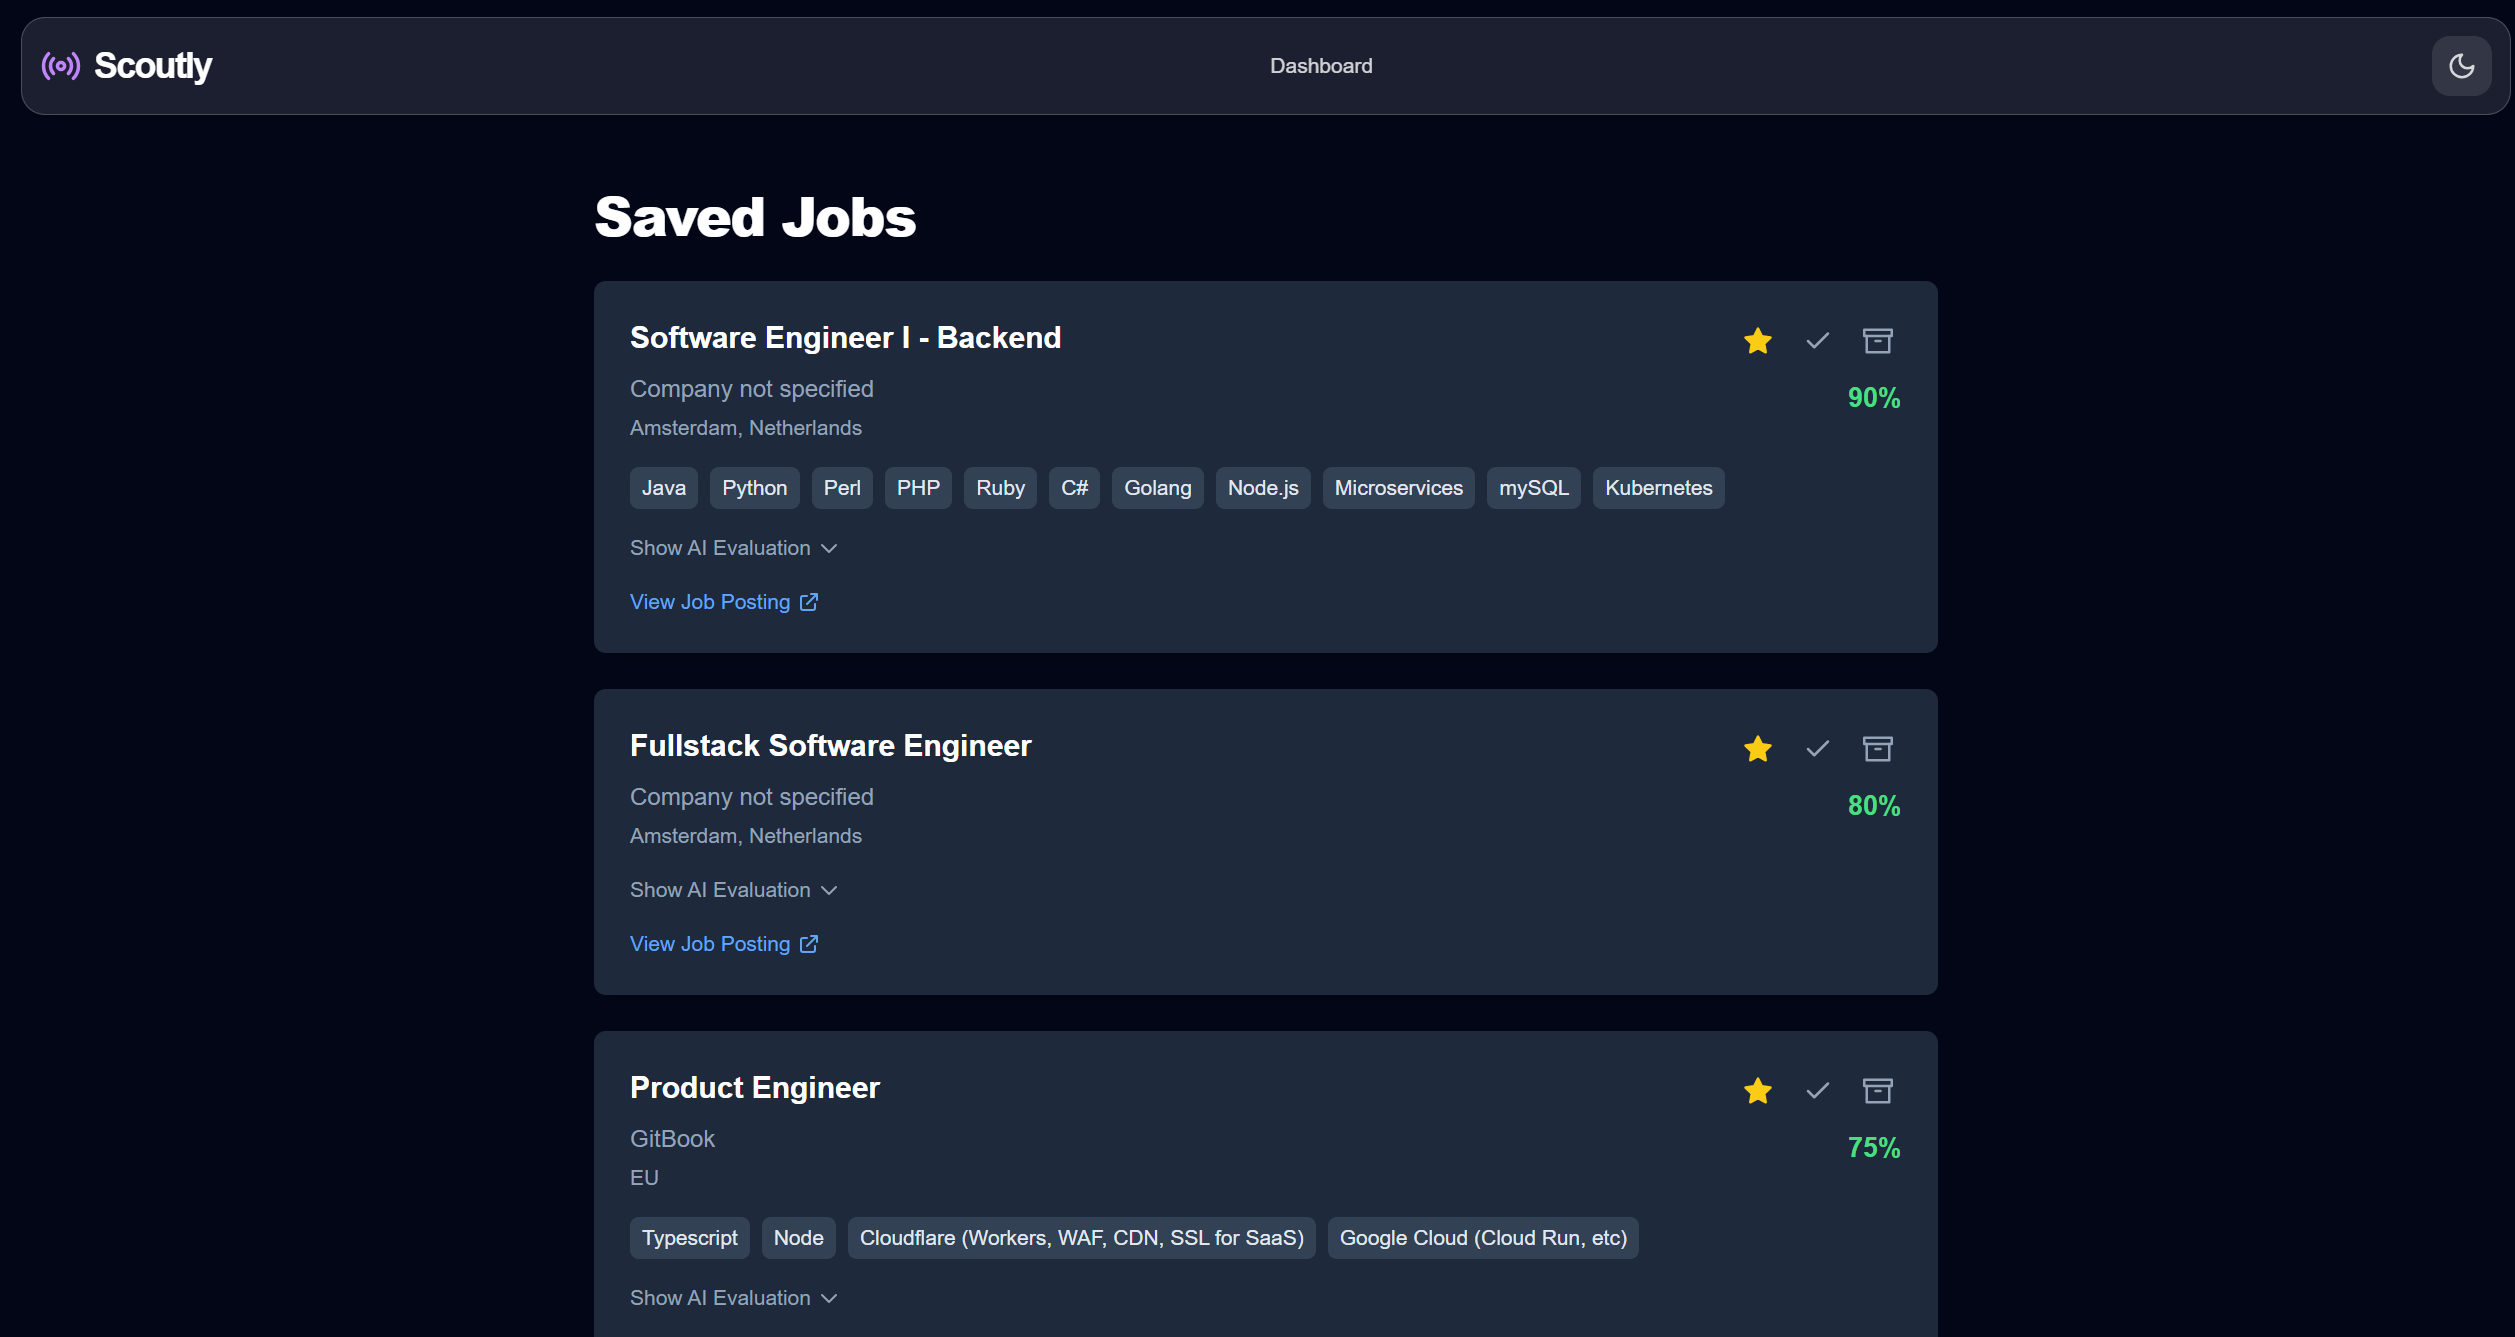 Scoutly
Dashboard
Saved Jobs
Software Engineer I - Backend
Company not specified
90%
Amsterdam, Netherlands
Java Python Perl PHP Ruby C# Golang Node.js Microservices mySQL Kubernetes
Show AI Evaluation
View Job Posting
Fullstack Software Engineer
Company not specified
80%
Amsterdam, Netherlands
Show AI Evaluation
View Job Posting
Product Engineer
GitBook
75%
EU
Typescript Node Cloudflare (Workers, WAF, CDN, SSL for SaaS) Google Cloud (Cloud Run, etc)
Show AI Evaluation